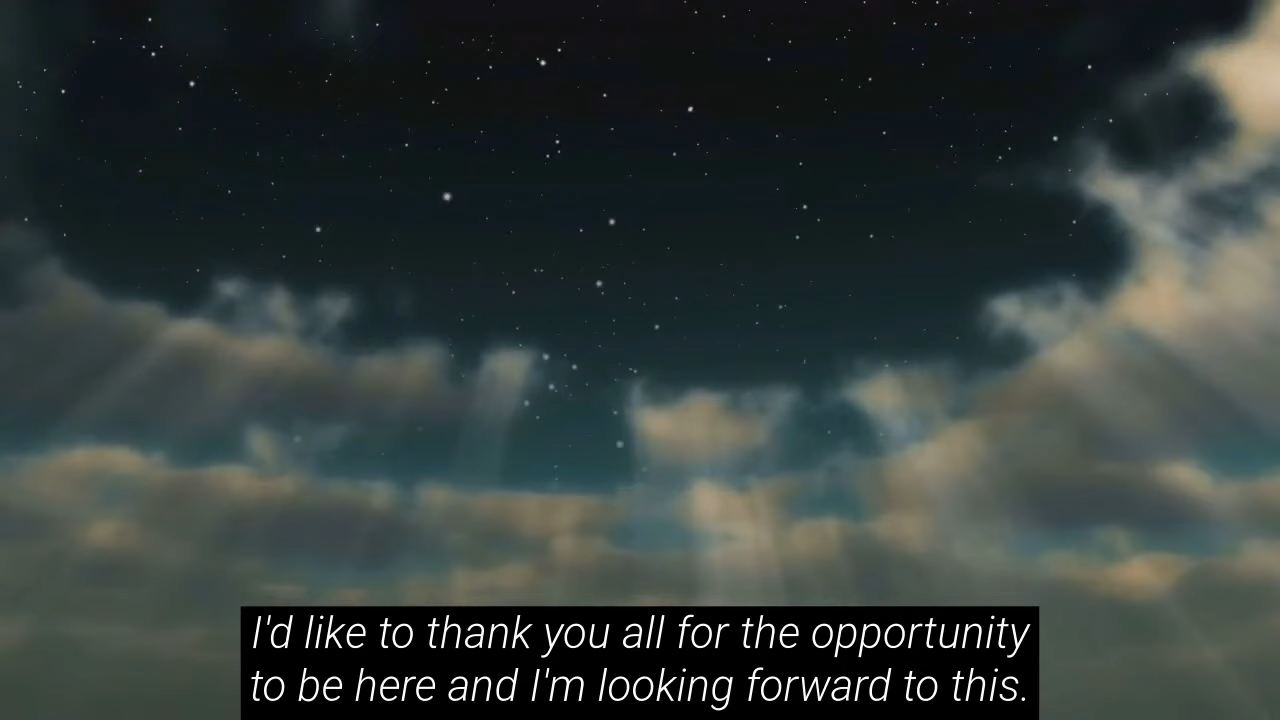 I'd like to thank you all for the opportunity
to be here and I'm looking forward to this.